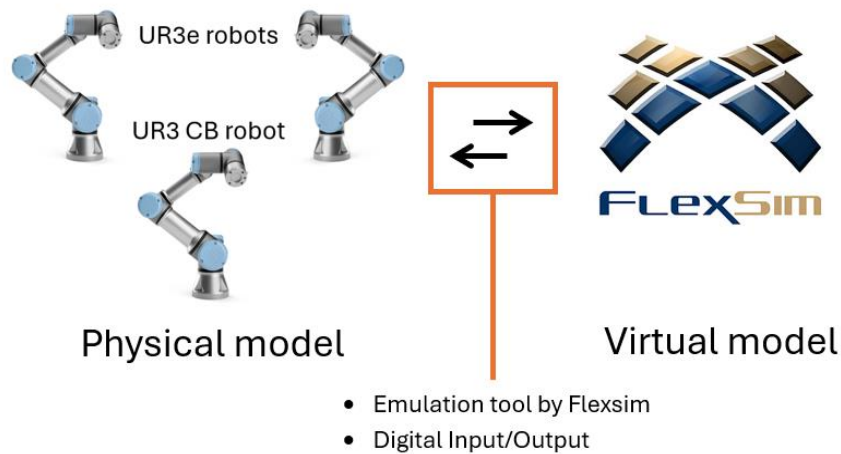 UR3e robots
UR3 CB robot
FLEXSIM
Physical model
Virtual model
• Emulation tool by Flexsim
• Digital Input/Output